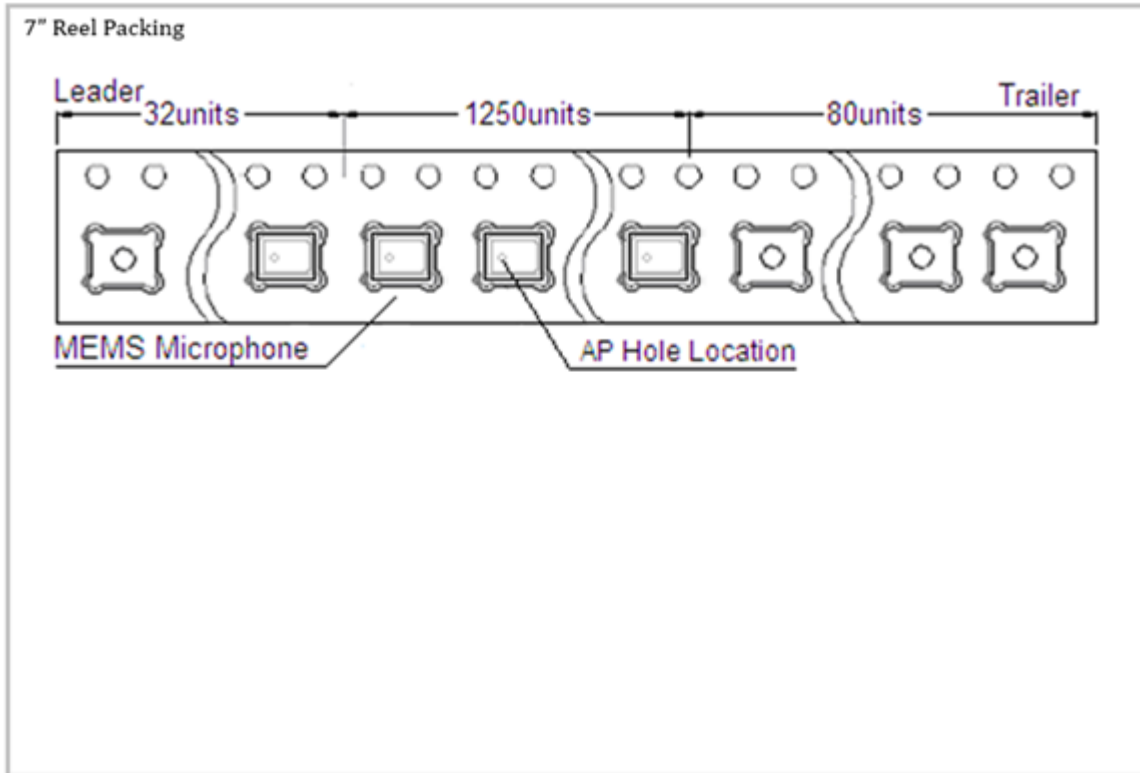 7” Reel Packing
Leader
32units
1250units
80units
Trailer
MEMS Microphone
AP Hole Location